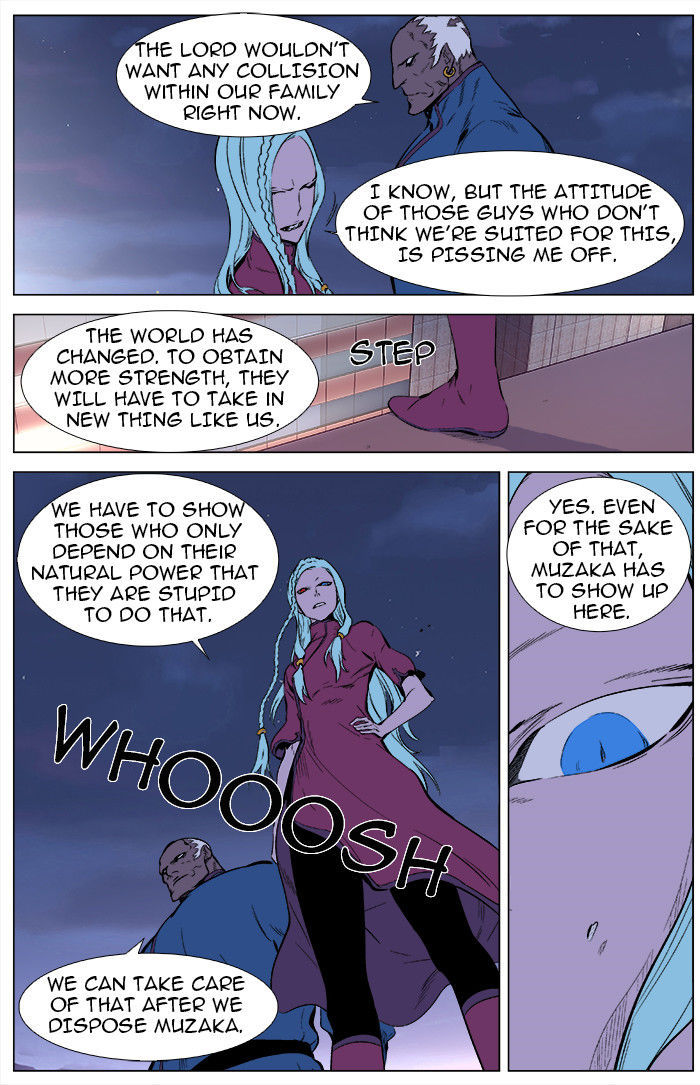 THE LORD WOULDN'T
WANT ANY COLLISION
WITHIN OUR FAMILY
RIGHT NOW.
I KNOW, BUT THE ATTITUDE
OF THOSE GUYS WHO DON'T
THINK WE'RE SUITED FOR THIS,
IS PISSING ME OFF.
THE WORLD HAS
CHANGED. TO OBTAIN
MORE STRENGTH, THEY
WILL HAVE TO TAKE IN
NEW THING LIKE US.
STEP
WE HAVE TO SHOW
THOSE WHO ONLY
DEPEND ON THEIR
NATURAL POWER THAT
THEY ARE STUPID
TO DO THAT.
YES. EVEN
FOR THE SAKE
OF THAT,
MUZAKA HAS
TO SHOW UP
HERE.
WHOOOSH
WE CAN TAKE CARE
OF THAT AFTER WE
DISPOSE MUZAKA.